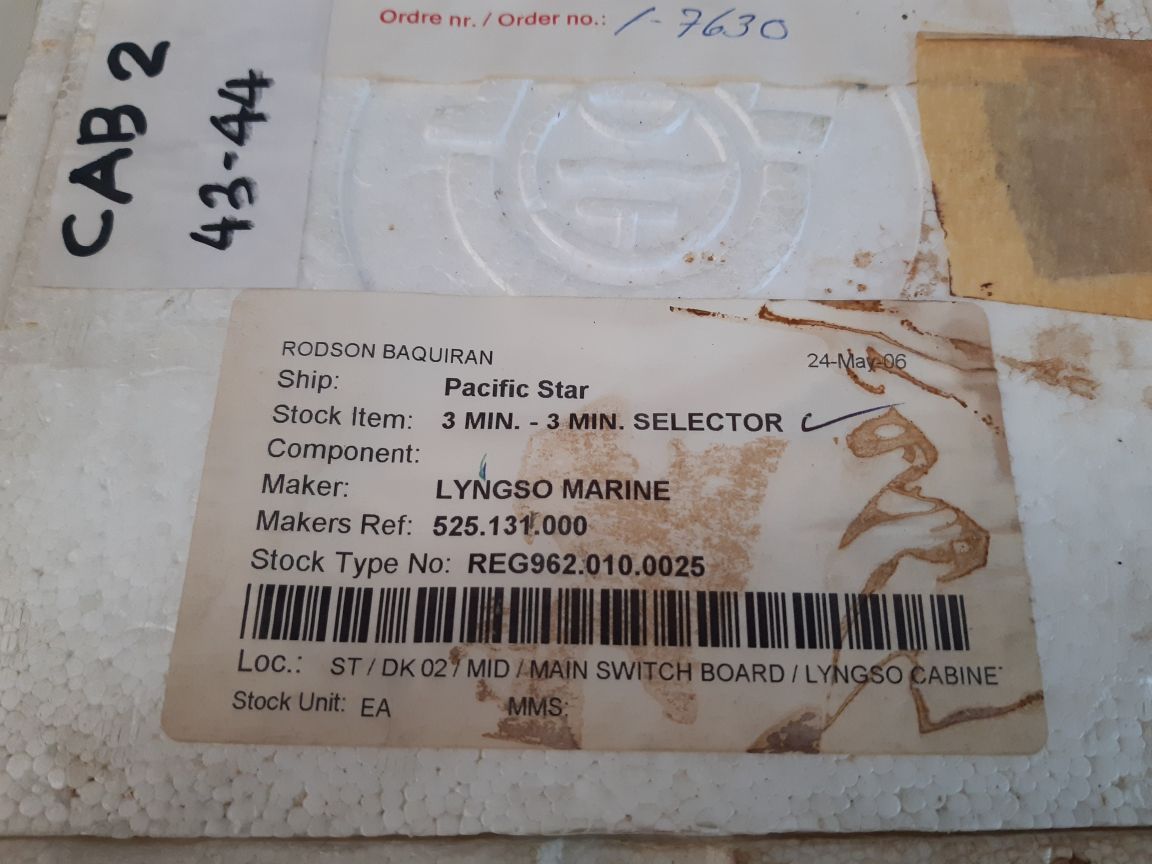 Ordre nr. / Order no.: 1-7630
CAB 2
43-44
RODSON BAQUIRAN 24-May-06
Ship: Pacific Star
Stock Item: 3 MIN. - 3 MIN. SELECTOR
Component:
Maker: LYNGSO MARINE
Makers Ref: 525.131.000
Stock Type No: REG962.010.0025
Loc.: ST / DK 02 / MID / MAIN SWITCH BOARD / LYNGSO CABINE
Stock Unit: EA MMS: